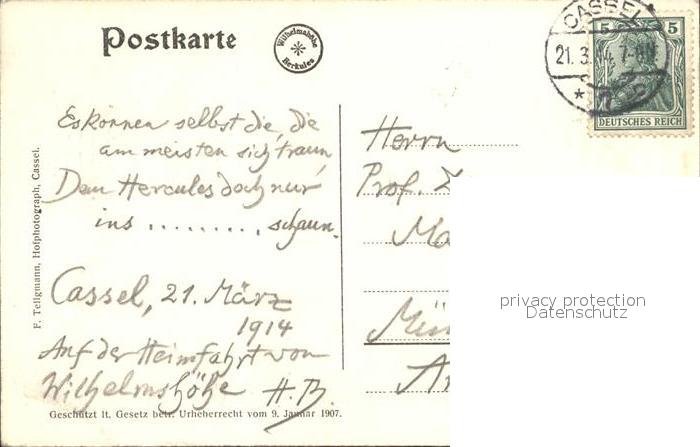 Postkarte
Wilhelmshöhe
Herkules
CASSEL
21. 3. 14. 7-8N
5 5
DEUTSCHES REICH
Es können selbst die, die
am meisten sich traun,
Dem Hercules doch nur
ins ........., schaun.
Cassel, 21. März
1914
Auf der Heimfahrt von
Wilhelmshöhe H. B.
Herrn
Prof.
Geschützt lt. Gesetz betr. Urheberrecht vom 9. Januar 1907.
F. Tellgmann, Hofphotograph, Cassel.
privacy protection
Datenschutz